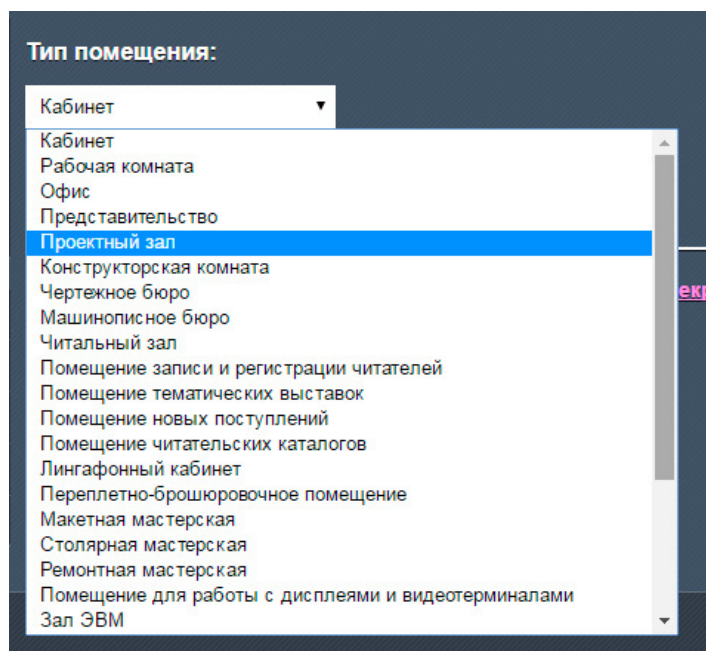 Тип помещения:
Кабинет
Кабинет
Рабочая комната
Офис
Представительство
Проектный зал
Конструкторская комната
Чертежное бюро
Машинописное бюро
Читальный зал
Помещение записи и регистрации читателей
Помещение тематических выставок
Помещение новых поступлений
Помещение читательских каталогов
Лингафонный кабинет
Переплетно-брошюровочное помещение
Макетная мастерская
Столярная мастерская
Ремонтная мастерская
Помещение для работы с дисплеями и видеотерминалами
Зал ЭВМ